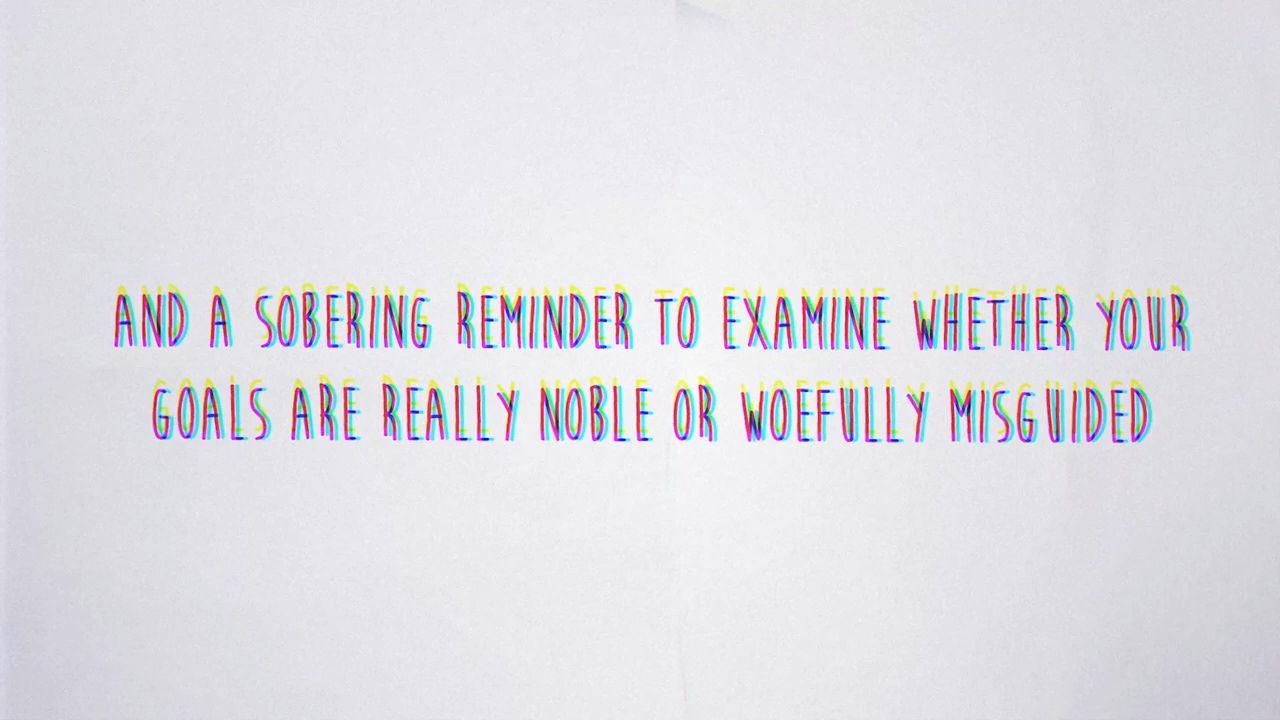 AND A SOBERING REMINDER TO EXAMINE WHETHER YOUR
GOALS ARE REALLY NOBLE OR WOEFULLY MISGUIDED